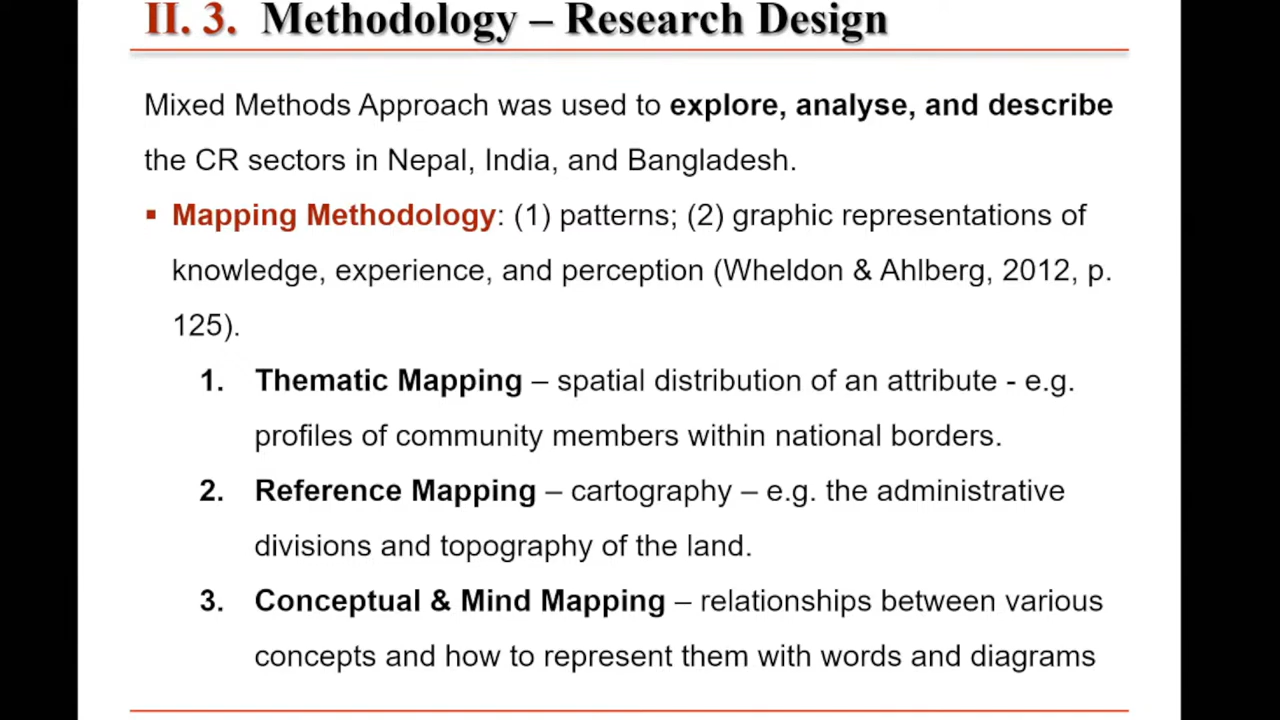 II. 3. Methodology – Research Design
Mixed Methods Approach was used to explore, analyse, and describe
the CR sectors in Nepal, India, and Bangladesh.
▪ Mapping Methodology: (1) patterns; (2) graphic representations of
knowledge, experience, and perception (Wheldon & Ahlberg, 2012, p.
125).
1. Thematic Mapping – spatial distribution of an attribute - e.g.
profiles of community members within national borders.
2. Reference Mapping – cartography – e.g. the administrative
divisions and topography of the land.
3. Conceptual & Mind Mapping – relationships between various
concepts and how to represent them with words and diagrams